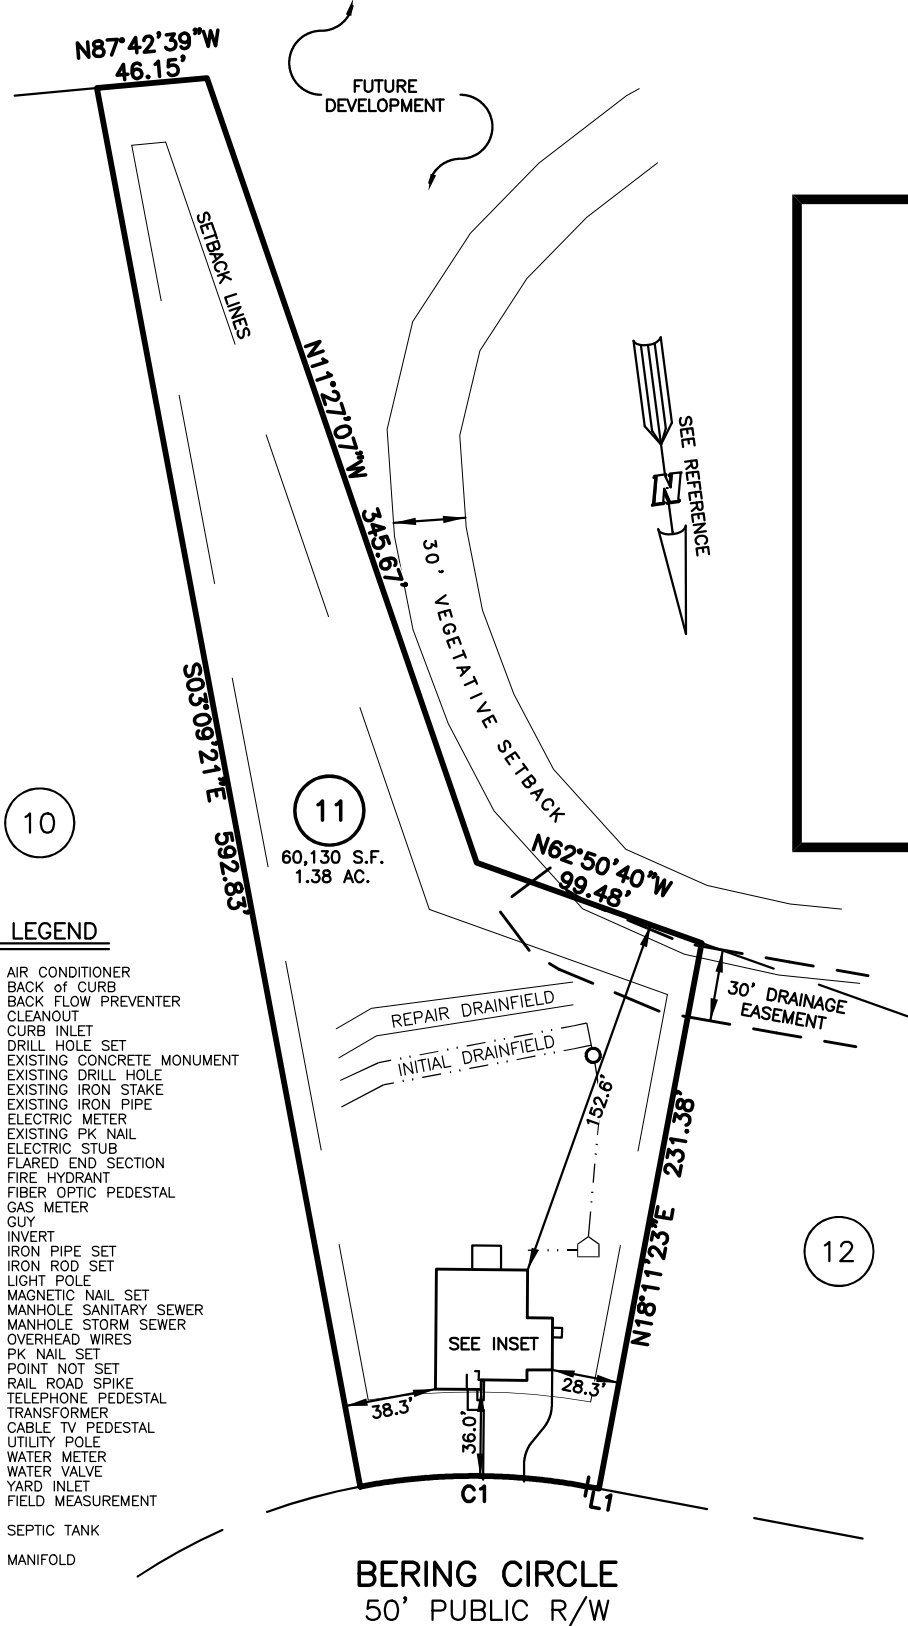 N87°42'39"W
46.15'
FUTURE
DEVELOPMENT
SETBACK LINES
N11°27'07"W 345.67'
SEE REFERENCE
N
30' VEGETATIVE SETBACK
S03°09'21"E 592.83'
10
11
60,130 S.F.
1.38 AC.
N62°50'40"W
99.48'
LEGEND
AIR CONDITIONER
BACK of CURB
BACK FLOW PREVENTER
CLEANOUT
CURB INLET
DRILL HOLE SET
EXISTING CONCRETE MONUMENT
EXISTING DRILL HOLE
EXISTING IRON STAKE
EXISTING IRON PIPE
ELECTRIC METER
EXISTING PK NAIL
ELECTRIC STUB
FLARED END SECTION
FIRE HYDRANT
FIBER OPTIC PEDESTAL
GAS METER
GUY
INVERT
IRON PIPE SET
IRON ROD SET
LIGHT POLE
MAGNETIC NAIL SET
MANHOLE SANITARY SEWER
MANHOLE STORM SEWER
OVERHEAD WIRES
PK NAIL SET
POINT NOT SET
RAIL ROAD SPIKE
TELEPHONE PEDESTAL
TRANSFORMER
CABLE TV PEDESTAL
UTILITY POLE
WATER METER
WATER VALVE
YARD INLET
FIELD MEASUREMENT
SEPTIC TANK
MANIFOLD
30' DRAINAGE
EASEMENT
REPAIR DRAINFIELD
INITIAL DRAINFIELD
152.6'
N18°11'23"E 231.38'
12
SEE INSET
38.3'
28.3'
36.0'
C1
L1
BERING CIRCLE
50' PUBLIC R/W